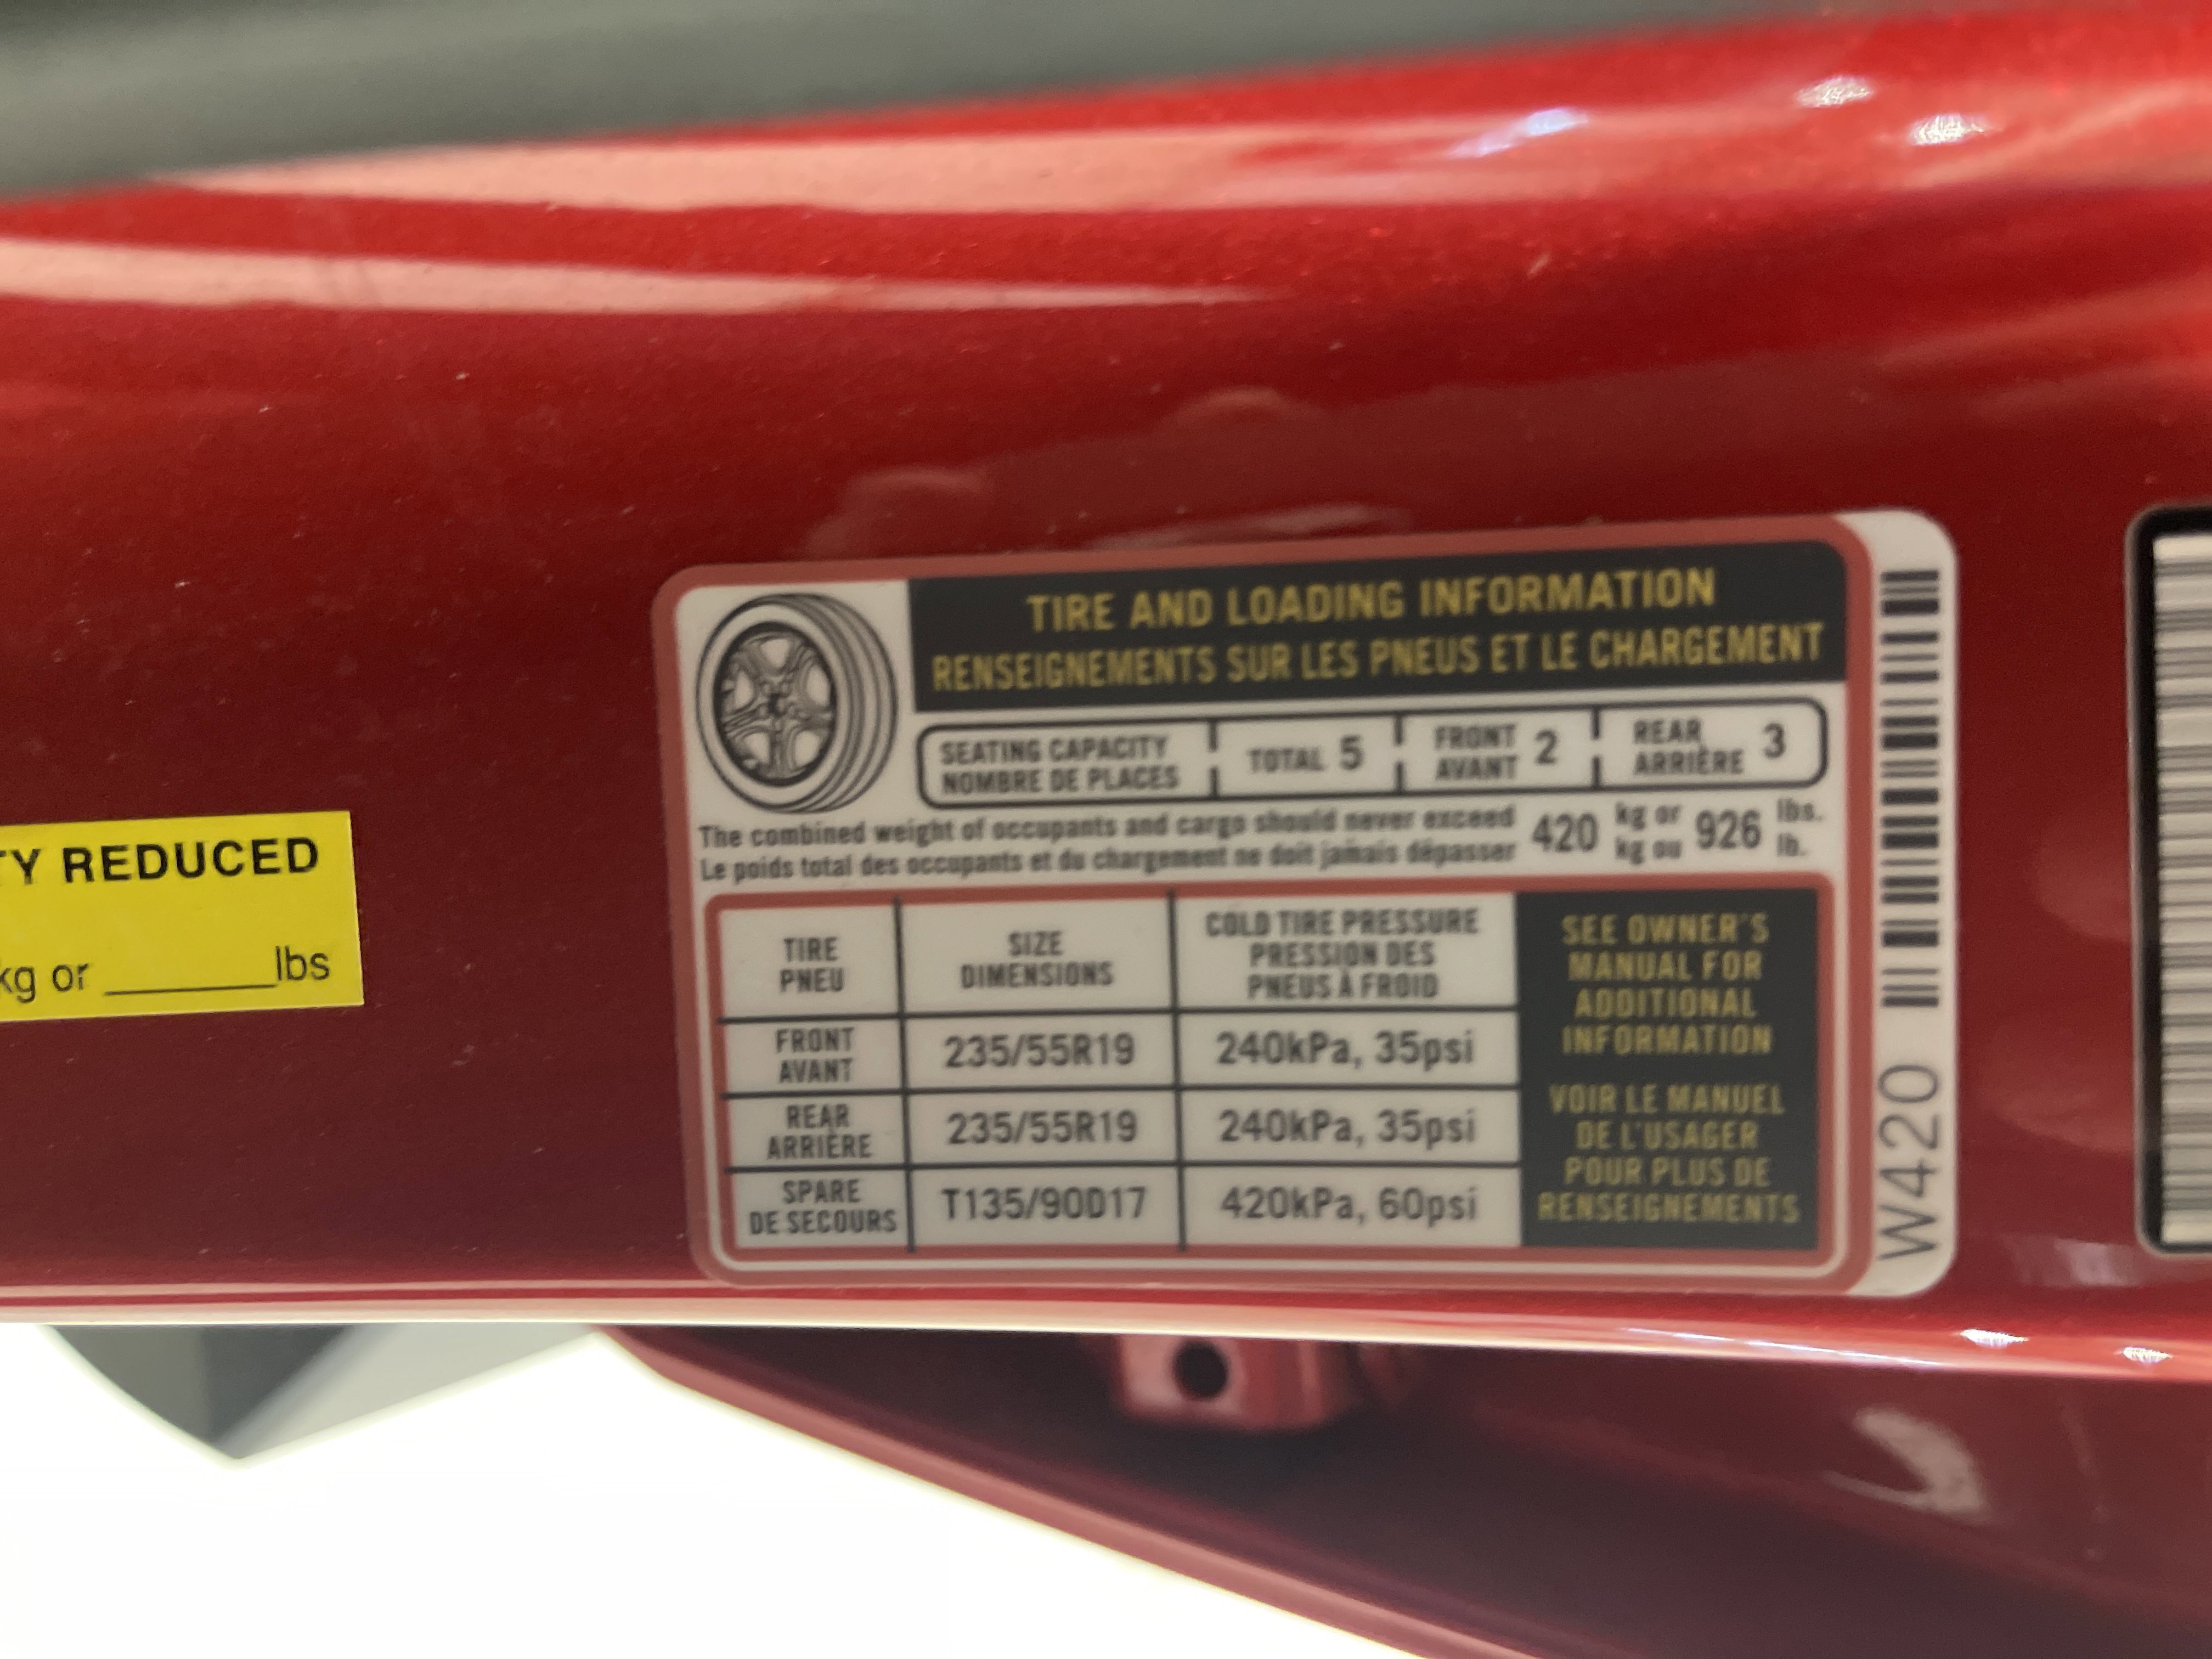 TY REDUCED
kg or ______lbs
TIRE AND LOADING INFORMATION
RENSEIGNEMENTS SUR LES PNEUS ET LE CHARGEMENT
SEATING CAPACITY
NOMBRE DE PLACES
TOTAL 5
FRONT
AVANT 2
REAR
ARRIÈRE 3
The combined weight of occupants and cargo should never exceed 420 kg or 926 lbs.
Le poids total des occupants et du chargement ne doit jamais dépasser kg ou lb.
TIRE
PNEU
SIZE
DIMENSIONS
COLD TIRE PRESSURE
PRESSION DES
PNEUS À FROID
FRONT
AVANT
235/55R19
240kPa, 35psi
REAR
ARRIÈRE
235/55R19
240kPa, 35psi
SPARE
DE SECOURS
T135/90D17
420kPa, 60psi
SEE OWNER'S
MANUAL FOR
ADDITIONAL
INFORMATION
VOIR LE MANUEL
DE L'USAGER
POUR PLUS DE
RENSEIGNEMENTS
W420